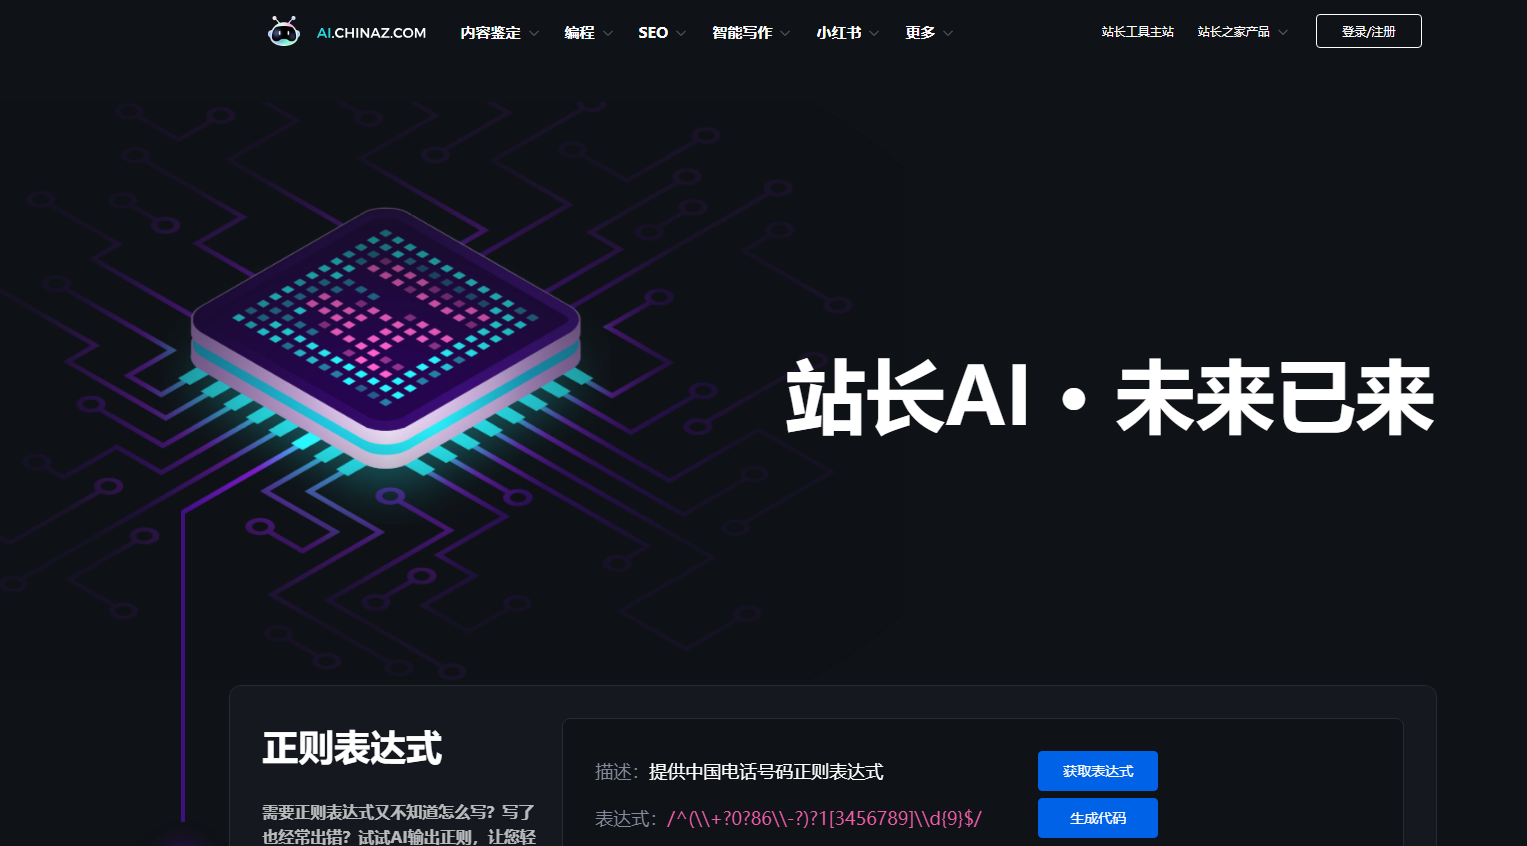 AI.CHINAZ.COM 内容鉴定 编程 SEO 智能写作 小红书 更多 站长工具主站 站长之家产品 登录/注册
站长AI · 未来已来
正则表达式
需要正则表达式又不知道怎么写？写了
也经常出错？试试AI输出正则，让您轻
描述：提供中国电话号码正则表达式 获取表达式
表达式：/^(\\+?0?86\\-?)?1[3456789]\\d{9}$/ 生成代码